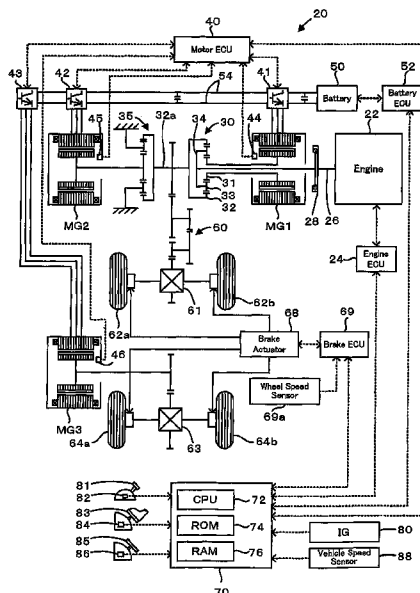 20
40
Motor ECU
43
42
41
50
52
54
Battery
Battery ECU
45
35
32a
34
30
44
22
Engine
31
33
32
MG2
MG1
28
26
60
24
Engine ECU
61
62a
62b
68
69
Brake Actuator
Brake ECU
46
Wheel Speed Sensor
69a
MG3
63
64a
64b
81
82
83
84
85
86
CPU
72
ROM
74
RAM
76
IG
80
Vehicle Speed Sensor
88
70